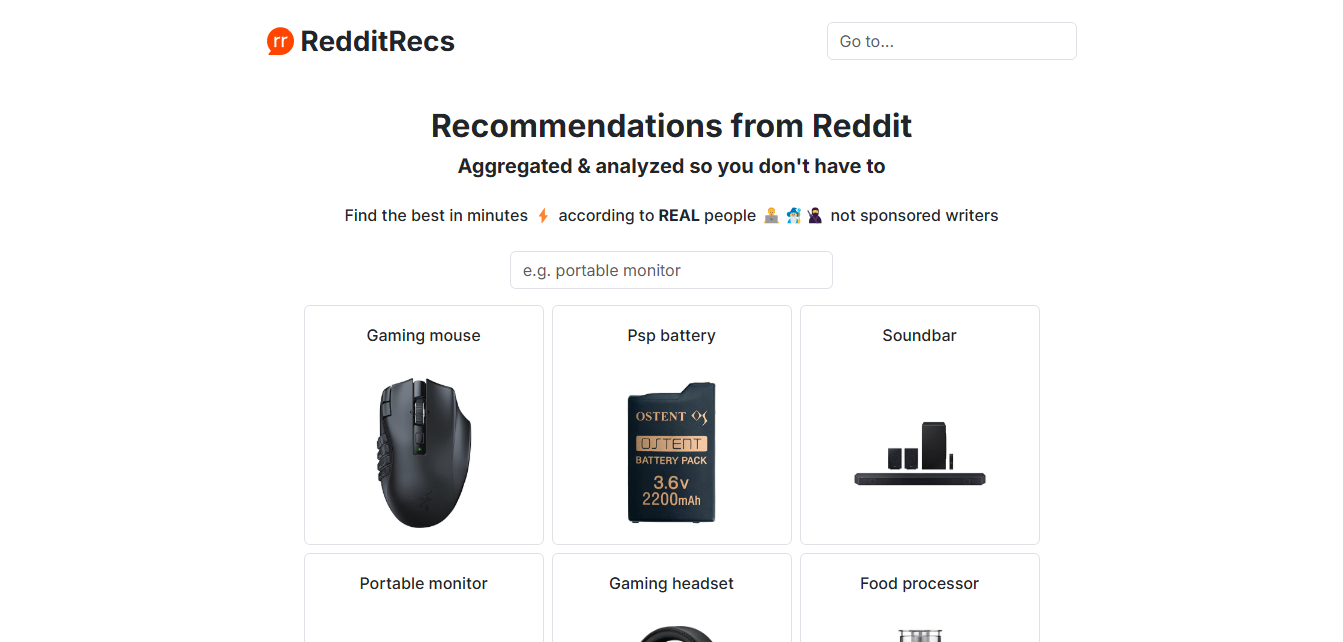 rr RedditRecs
Go to...
Recommendations from Reddit
Aggregated & analyzed so you don't have to
Find the best in minutes ⚡ according to REAL people 🧑‍💻 🧙 🥷 not sponsored writers
e.g. portable monitor
Gaming mouse
Psp battery
Soundbar
OSTENT OS
OSTENT
BATTERY PACK
3.6v
2200mAh
Portable monitor
Gaming headset
Food processor